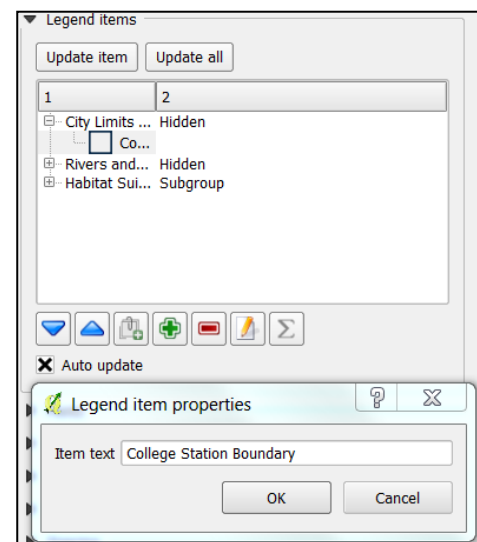 Legend items
Update item Update all
1 2
City Limits ... Hidden
Co...
Rivers and... Hidden
Habitat Sui... Subgroup
Σ
Auto update
Legend item properties ?
Item text College Station Boundary
OK Cancel